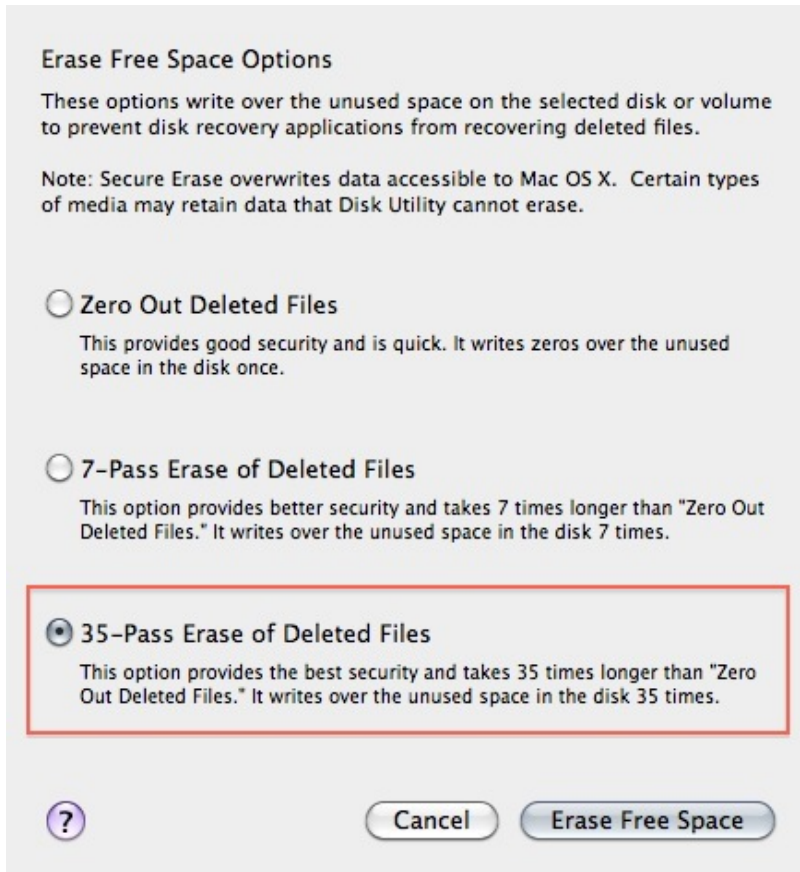 Erase Free Space Options
These options write over the unused space on the selected disk or volume
to prevent disk recovery applications from recovering deleted files.
Note: Secure Erase overwrites data accessible to Mac OS X. Certain types
of media may retain data that Disk Utility cannot erase.
Zero Out Deleted Files
This provides good security and is quick. It writes zeros over the unused
space in the disk once.
7-Pass Erase of Deleted Files
This option provides better security and takes 7 times longer than "Zero Out
Deleted Files." It writes over the unused space in the disk 7 times.
35-Pass Erase of Deleted Files
This option provides the best security and takes 35 times longer than "Zero
Out Deleted Files." It writes over the unused space in the disk 35 times.
?
Cancel
Erase Free Space